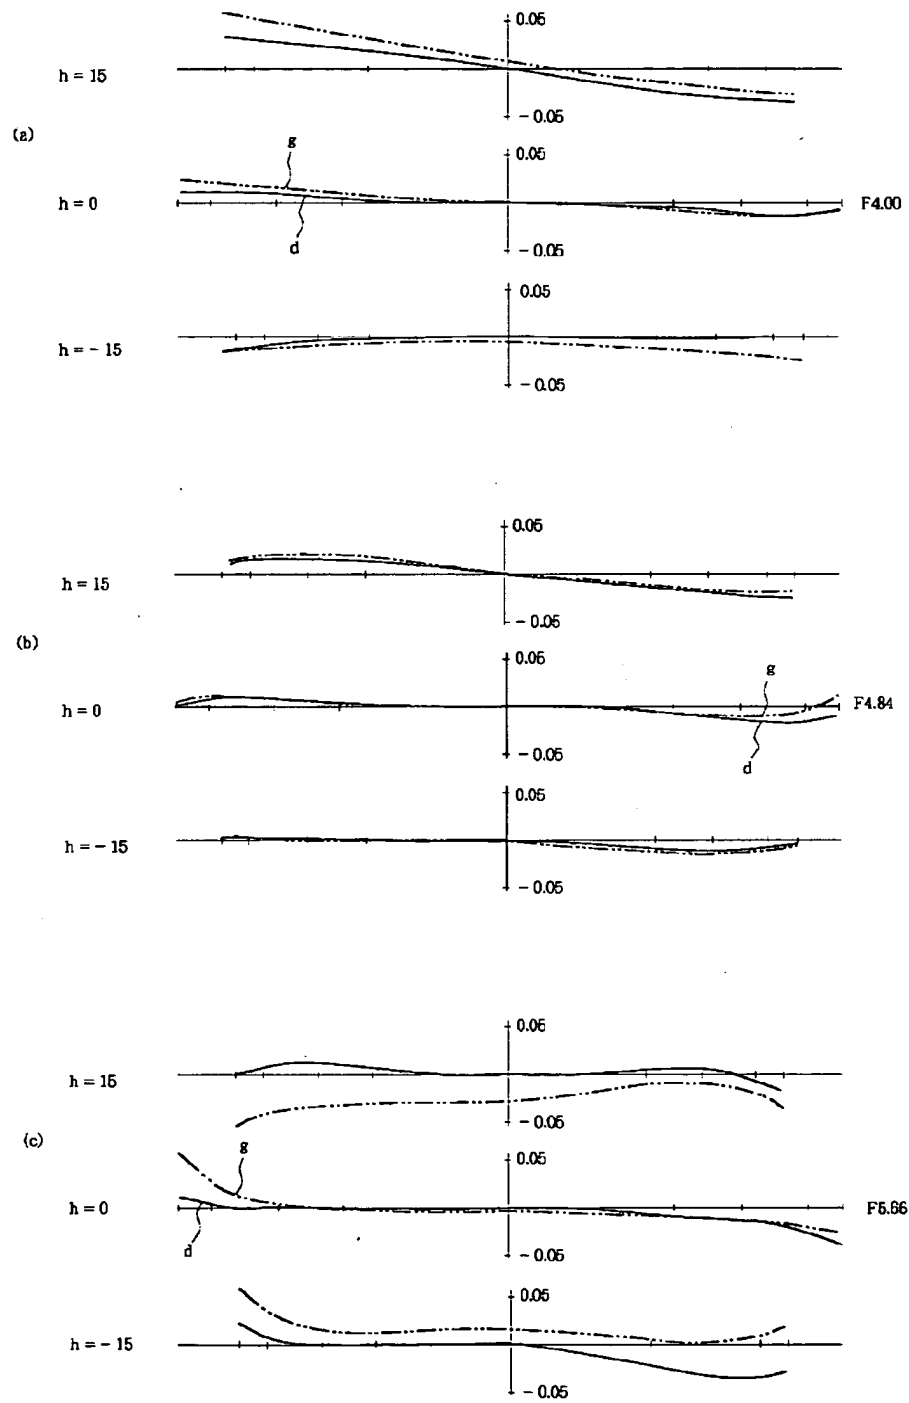 0.05
h = 15
- 0.05
(a)
g
0.05
h = 0
F4.00
d
- 0.05
0.05
h = - 15
- 0.05
0.05
h = 15
- 0.05
(b)
0.05
g
h = 0
F4.84
- 0.05
d
0.05
h = - 15
- 0.05
0.05
h = 15
- 0.05
(c)
g
0.05
h = 0
F5.66
d
- 0.05
0.05
h = - 15
- 0.05